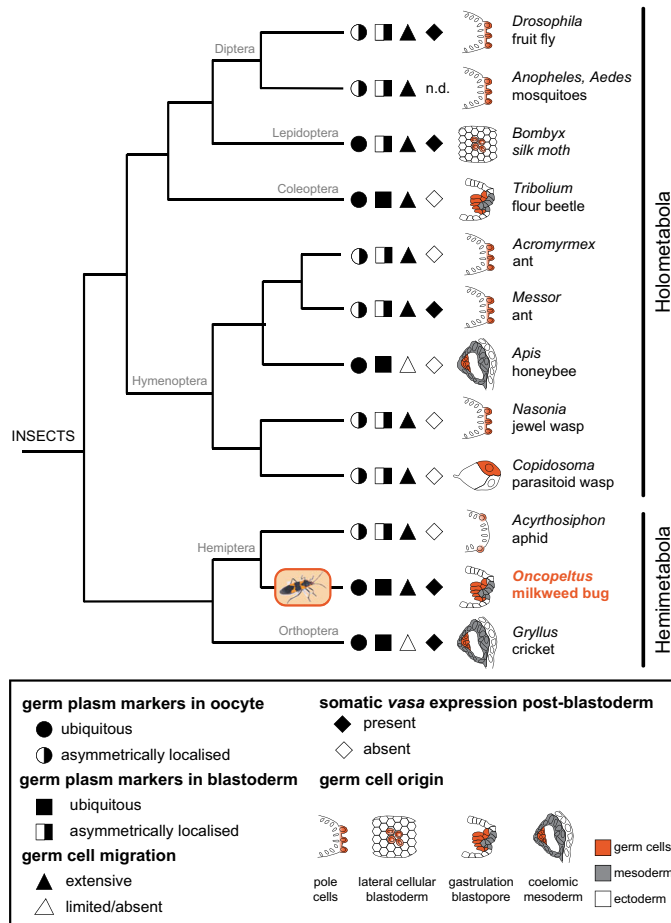 Diptera
Drosophila
fruit fly
n.d.
Anopheles, Aedes
mosquitoes
Lepidoptera
Bombyx
silk moth
Coleoptera
Tribolium
flour beetle
Acromyrmex
ant
Messor
ant
Hymenoptera
Apis
honeybee
Nasonia
jewel wasp
Copidosoma
parasitoid wasp
Holometabola
INSECTS
Hemiptera
Acyrthosiphon
aphid
Oncopeltus
milkweed bug
Orthoptera
Gryllus
cricket
Hemimetabola
germ plasm markers in oocyte
ubiquitous
asymmetrically localised
germ plasm markers in blastoderm
ubiquitous
asymmetrically localised
germ cell migration
extensive
limited/absent
somatic vasa expression post-blastoderm
present
absent
germ cell origin
pole
cells
lateral cellular
blastoderm
gastrulation
blastopore
coelomic
mesoderm
germ cells
mesoderm
ectoderm